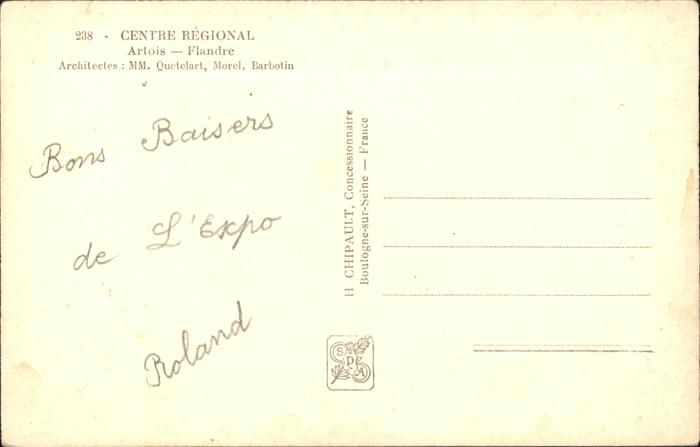 238 - CENTRE RÉGIONAL
Artois — Flandre
Architectes : MM. Quetelart, Morel, Barbotin
Bons Baisers
de L'Expo
Roland
H CHIPAULT, Concessionnaire
Boulogne-sur-Seine — France
SPA